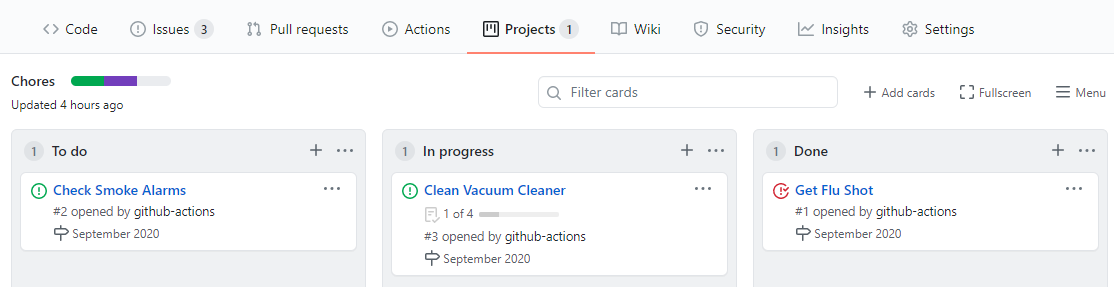 Code Issues 3 Pull requests Actions Projects 1 Wiki Security Insights Settings
Chores
Updated 4 hours ago
Filter cards
Add cards Fullscreen Menu
1 To do
Check Smoke Alarms
#2 opened by github-actions
September 2020
1 In progress
Clean Vacuum Cleaner
1 of 4
#3 opened by github-actions
September 2020
1 Done
Get Flu Shot
#1 opened by github-actions
September 2020